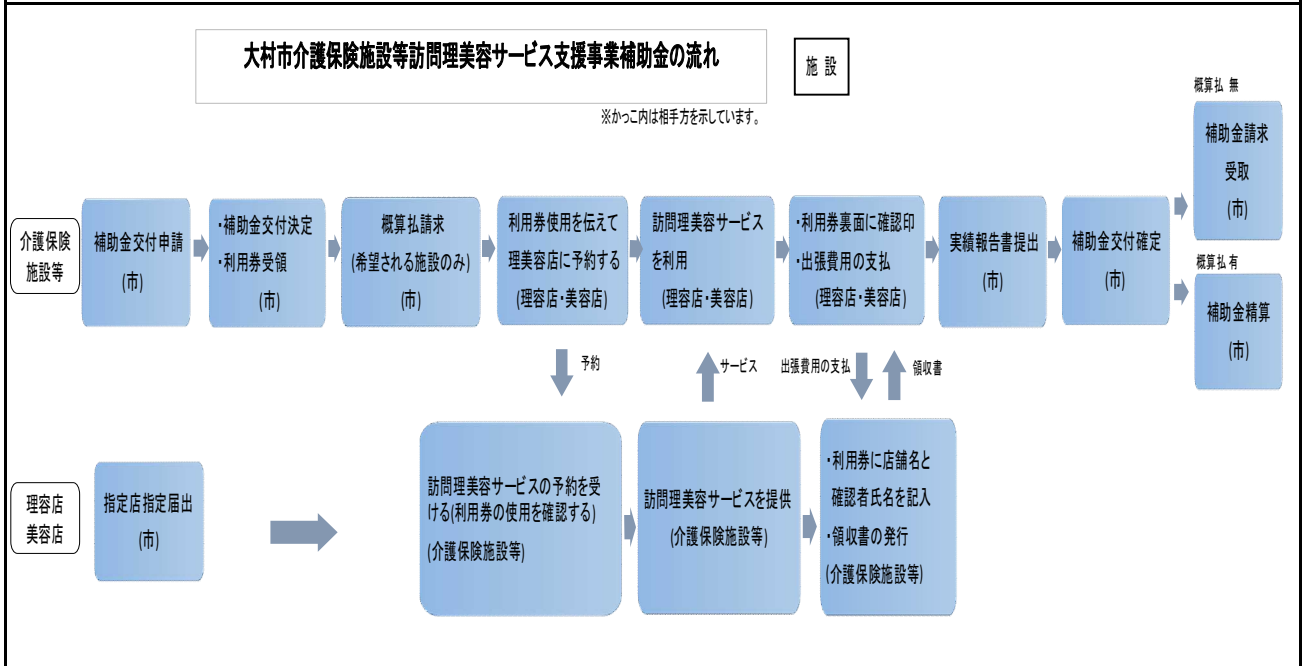 大村市介護保険施設等訪問理美容サービス支援事業補助金の流れ
施 設
※かっこ内は相手方を示しています。
介護保険
施設等
補助金交付申請
(市)
・補助金交付決定
・利用券受領
(市)
概算払請求
(希望される施設のみ)
(市)
利用券使用を伝えて
理美容店に予約する
(理容店・美容店)
訪問理美容サービス
を利用
(理容店・美容店)
・利用券裏面に確認印
・出張費用の支払
(理容店・美容店)
実績報告書提出
(市)
補助金交付確定
(市)
概算払 無
補助金請求
受取
(市)
概算払 有
補助金精算
(市)
予約
サービス
出張費用の支払
領収書
理容店
美容店
指定店指定届出
(市)
訪問理美容サービスの予約を受
ける(利用券の使用を確認する)
(介護保険施設等)
訪問理美容サービスを提供
(介護保険施設等)
・利用券に店舗名と
確認者氏名を記入
・領収書の発行
(介護保険施設等)